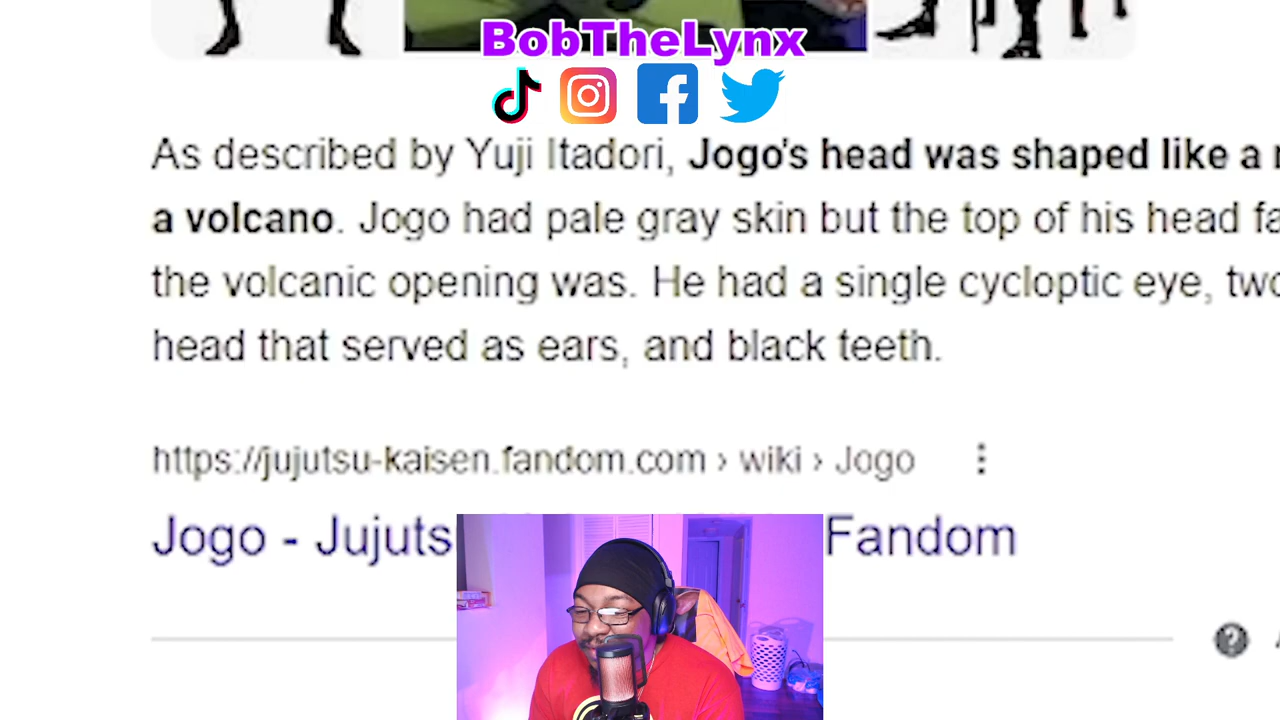 BobTheLynx
As described by Yuji Itadori, Jogo's head was shaped like a
a volcano. Jogo had pale gray skin but the top of his head
the volcanic opening was. He had a single cycloptic eye,
head that served as ears, and black teeth.
https://jujutsu-kaisen.fandom.com › wiki › Jogo
Jogo - Jujuts Fandom